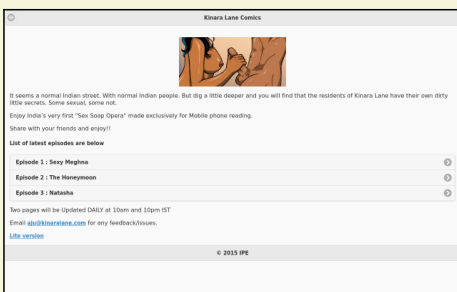 Kinara Lane Comics
It seems a normal Indian street. With normal Indian people. But dig a little deeper and you will find that the residents of Kinara Lane have their own dirty
little secrets. Some sexual, some not.
Enjoy India's very first "Sex Soap Opera" made exclusively for Mobile phone reading.
Share with your friends and enjoy!!
List of latest episodes are below
Episode 1 : Sexy Meghna
Episode 2 : The Honeymoon
Episode 3 : Natasha
Two pages will be Updated DAILY at 10am and 10pm IST
Email aju@kinaralane.com for any feedback/issues.
Lite version
© 2015 IPE